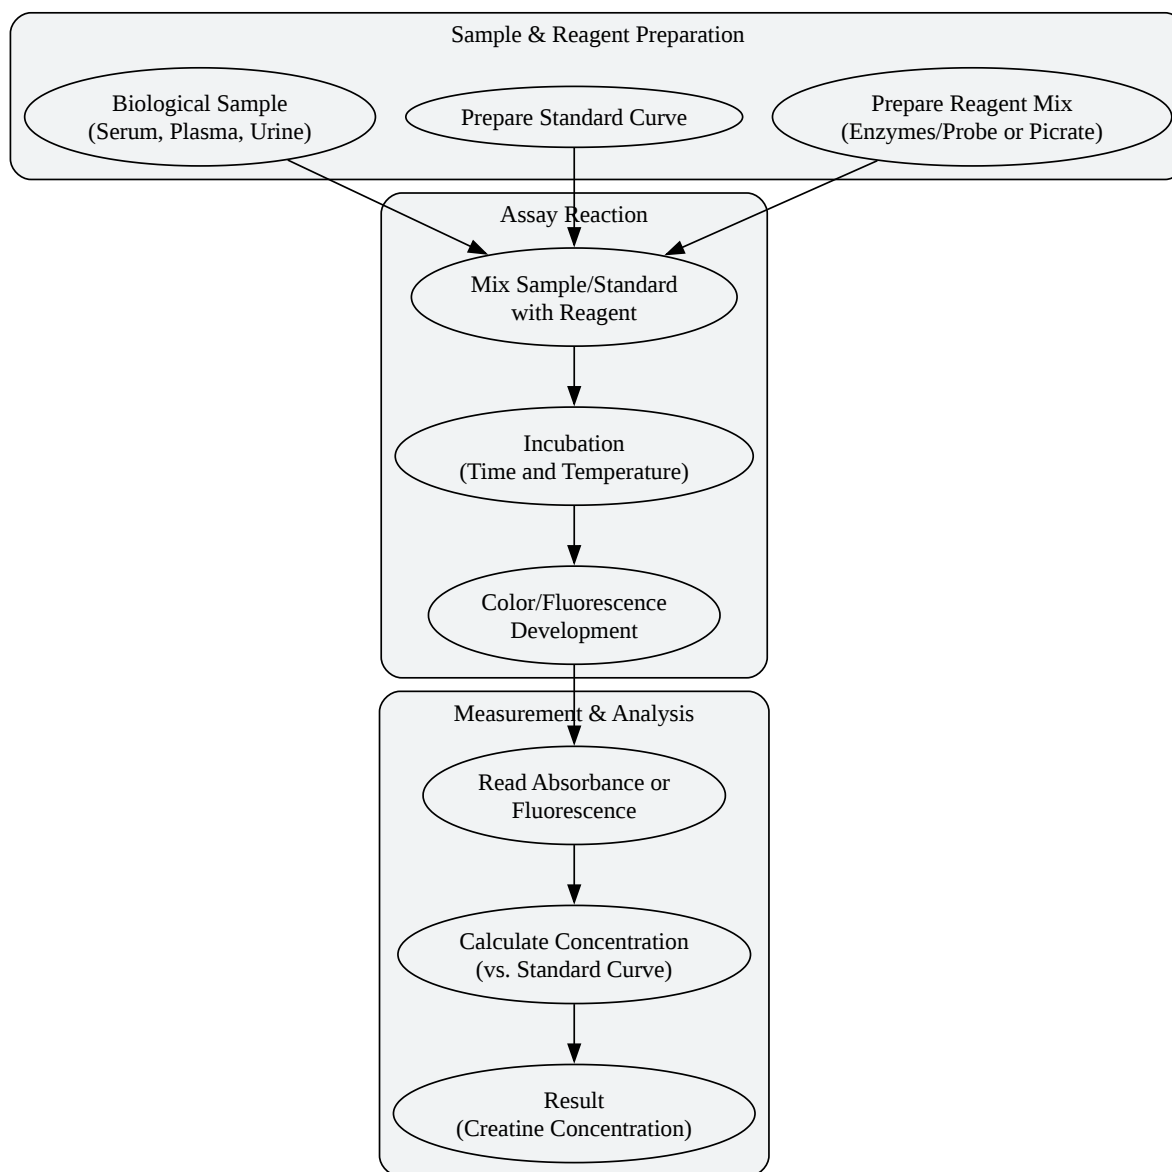 Sample & Reagent Preparation
Biological Sample
(Serum, Plasma, Urine)
Prepare Standard Curve
Prepare Reagent Mix
(Enzymes/Probe or Picrate)
Assay Reaction
Mix Sample/Standard
with Reagent
Incubation
(Time and Temperature)
Color/Fluorescence
Development
Measurement & Analysis
Read Absorbance or
Fluorescence
Calculate Concentration
(vs. Standard Curve)
Result
(Creatine Concentration)